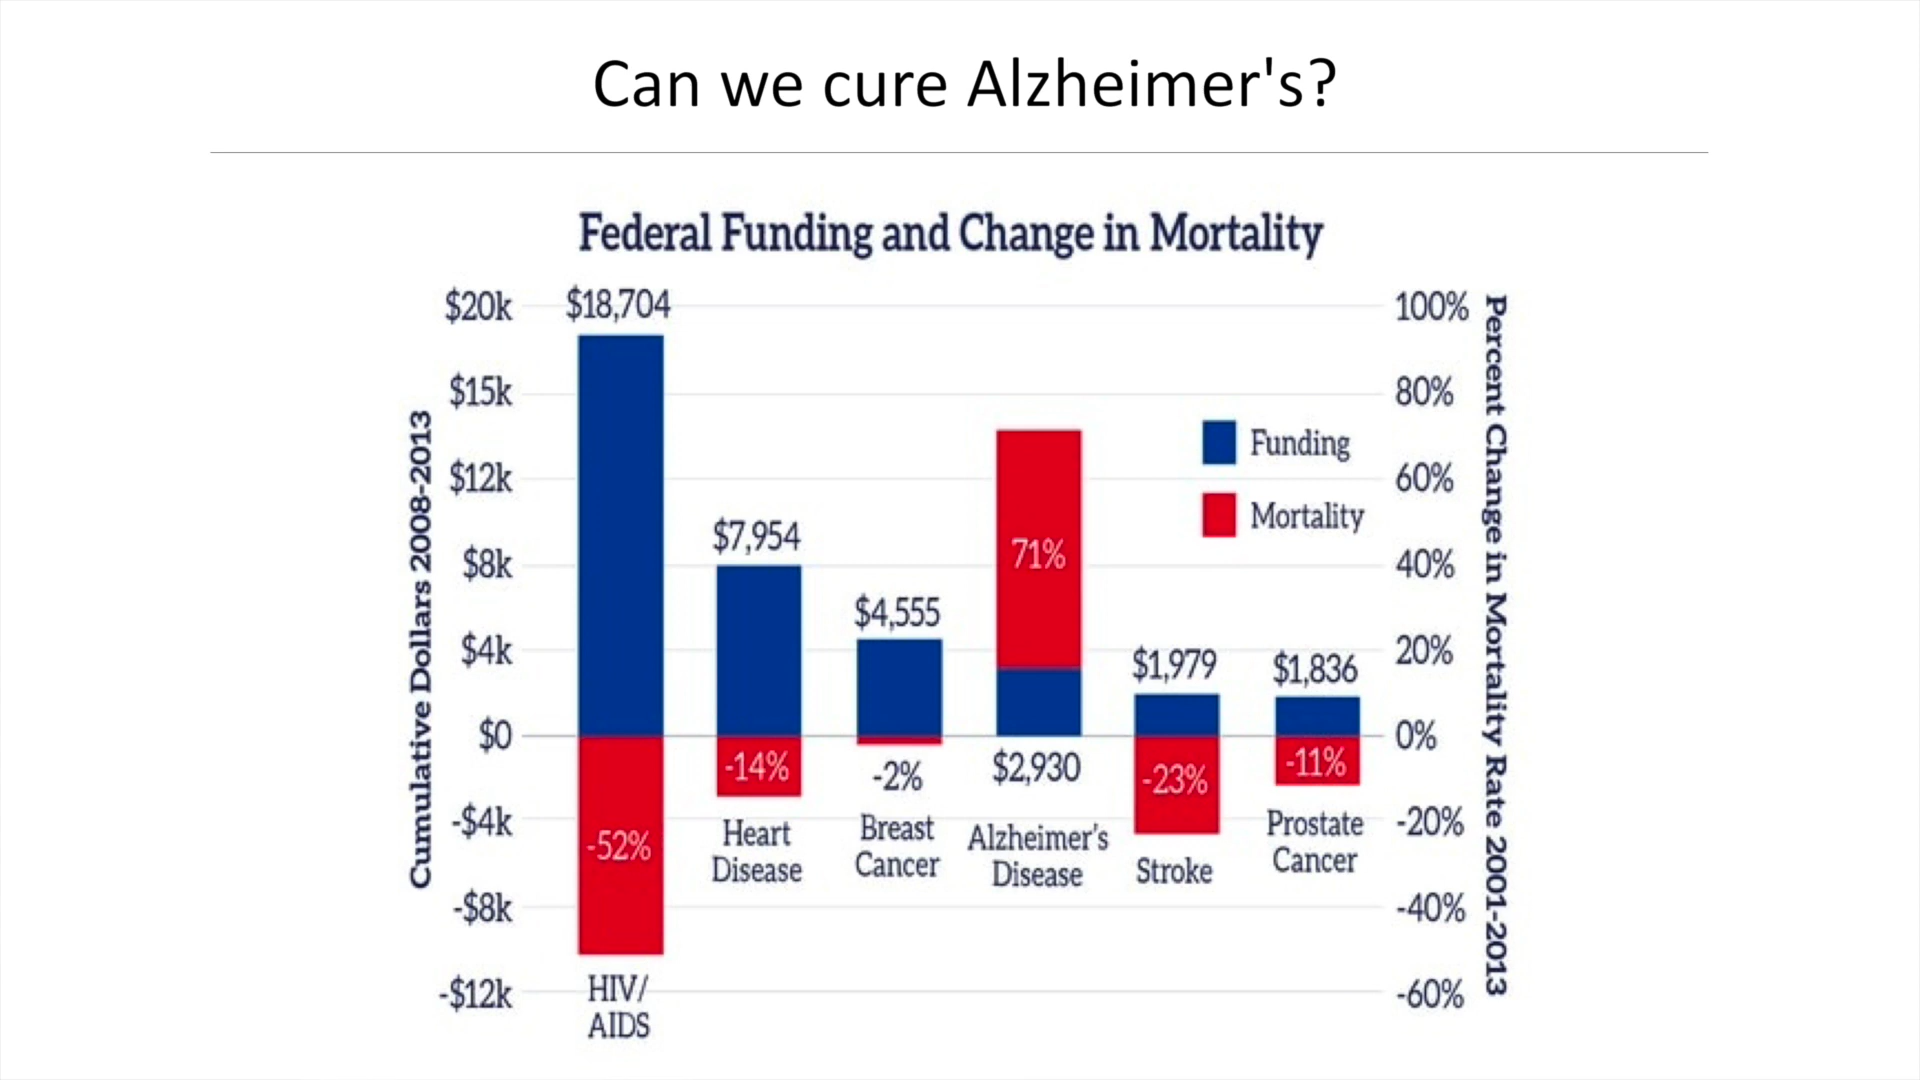 Can we cure Alzheimer's?
Federal Funding and Change in Mortality
Cumulative Dollars 2008-2013
$20k
$15k
$12k
$8k
$4k
$0
-$4k
-$8k
-$12k
$18,704
-52%
HIV/
AIDS
$7,954
-14%
Heart
Disease
$4,555
-2%
Breast
Cancer
71%
$2,930
Alzheimer's
Disease
$1,979
-23%
Stroke
$1,836
-11%
Prostate
Cancer
Funding
Mortality
100%
80%
60%
40%
20%
0%
-20%
-40%
-60%
Percent Change in Mortality Rate 2001-2013